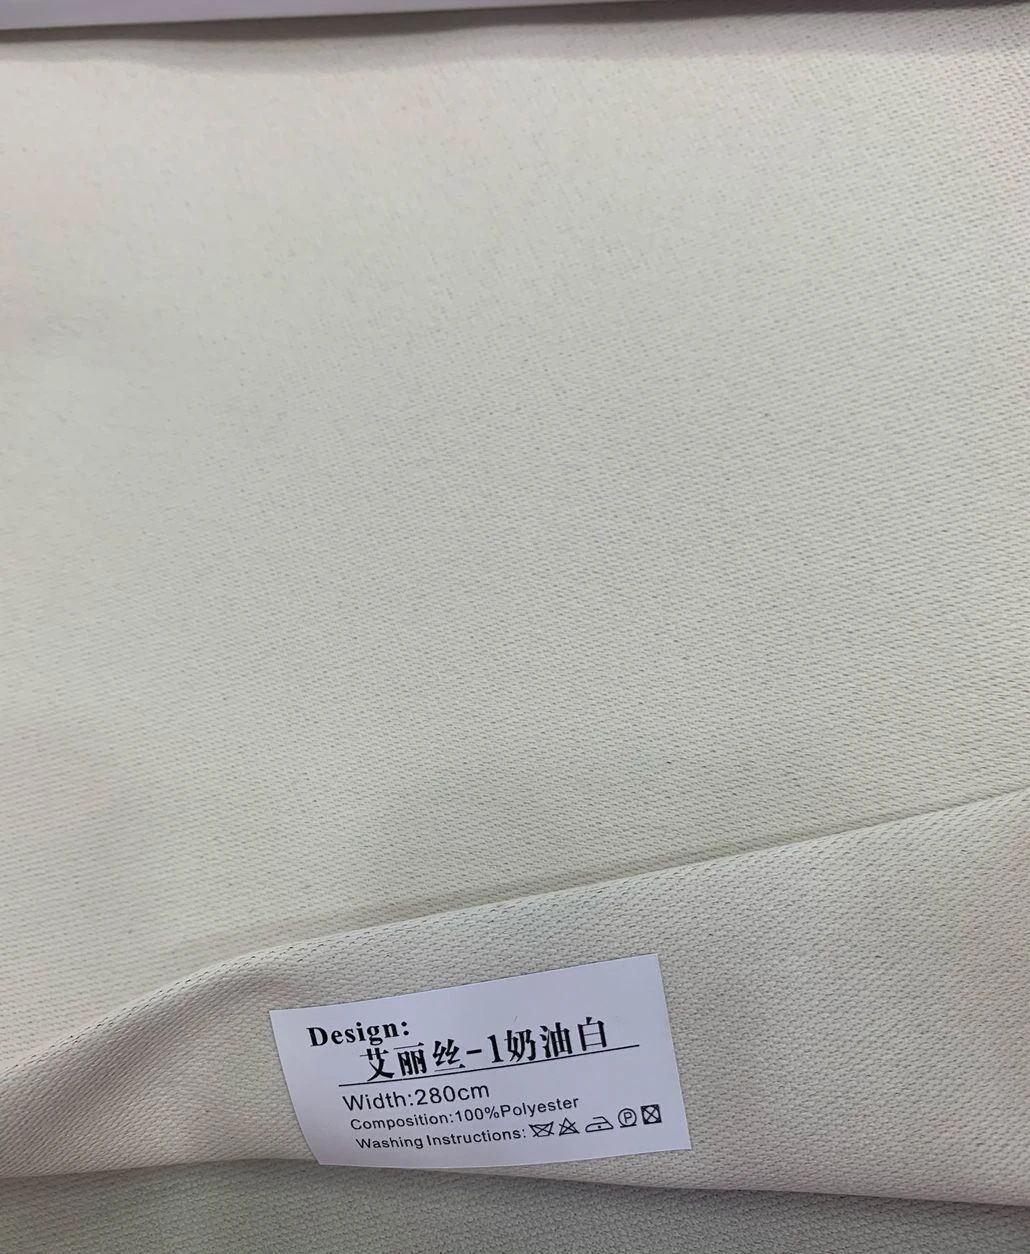 Design:
艾丽丝-1奶油白
Width:280cm
Composition:100%Polyester
Washing Instructions: